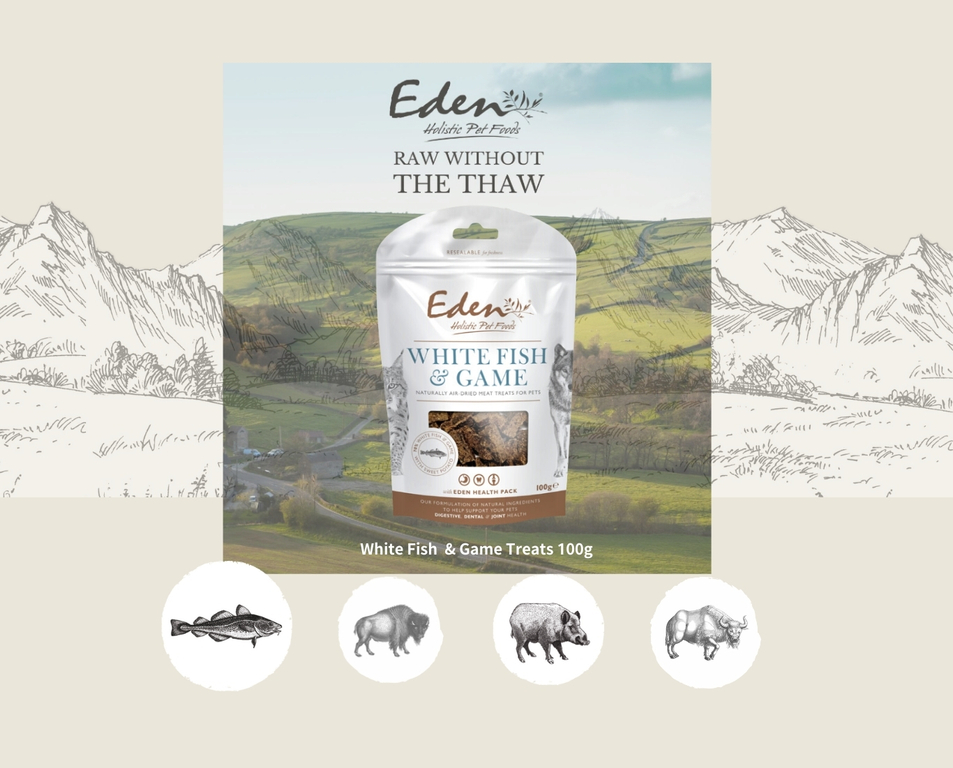 Eden
Holistic Pet Foods
RAW WITHOUT
THE THAW
RESEALABLE for freshness
Eden
Holistic Pet Foods
WHITE FISH
& GAME
NATURALLY AIR DRIED MEAT TREATS FOR PETS
with EDEN HEALTH PACK
100g℮
OUR FORMULATION OF NATURAL INGREDIENTS
TO HELP SUPPORT YOUR PETS
DIGESTIVE, DENTAL & JOINT HEALTH
White Fish & Game Treats 100g